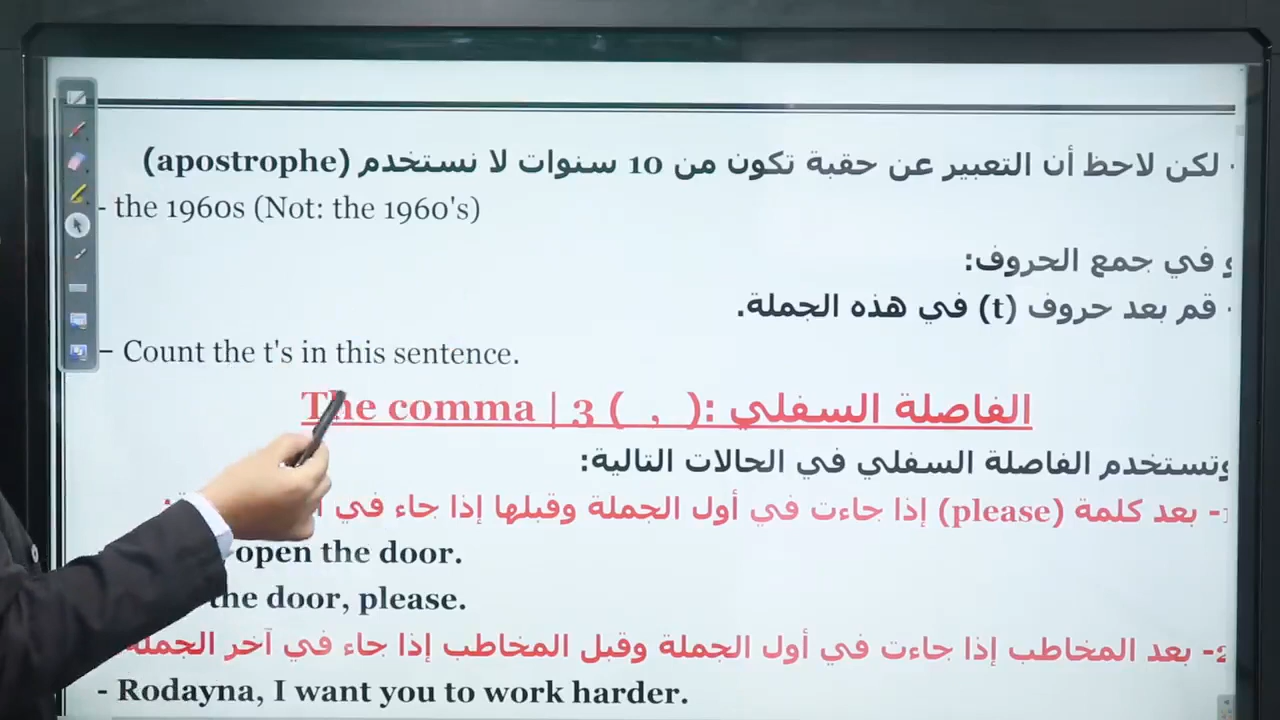 - لكن لاحظ أن التعبير عن حقبة تكون من 10 سنوات لا نستخدم (apostrophe)
- the 1960s (Not: the 1960's)
و في جمع الحروف:
- قم بعد حروف (t) في هذه الجملة.
– Count the t's in this sentence.
The comma | 3 ( , ): الفاصلة السفلي
وتستخدم الفاصلة السفلي في الحالات التالية:
1- بعد كلمة (please) إذا جاءت في أول الجملة وقبلها إذا جاء في
open the door.
the door, please.
2- بعد المخاطب إذا جاءت في أول الجملة وقبل المخاطب إذا جاء في آخر الجملة
- Rodayna, I want you to work harder.